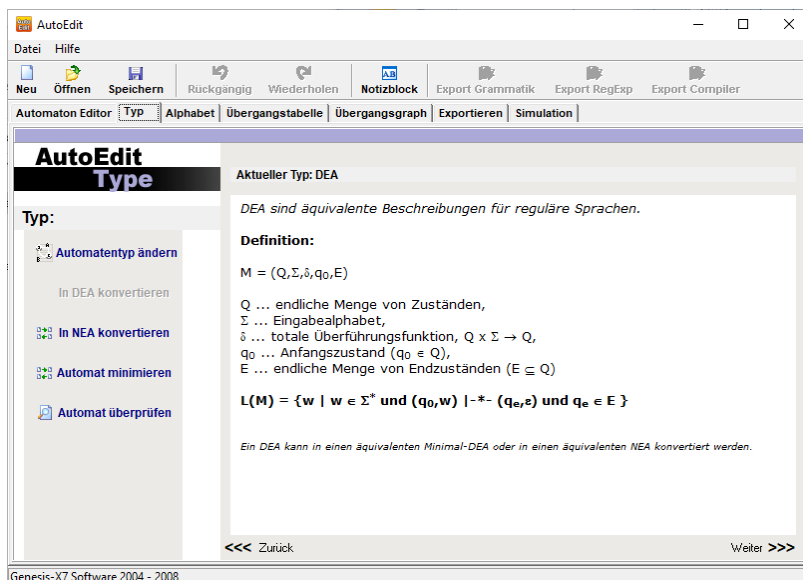 AutoEdit
Datei Hilfe
Neu Öffnen Speichern Rückgängig Wiederholen Notizblock Export Grammatik Export RegExp Export Compiler
Automaton Editor Typ Alphabet Übergangstabelle Übergangsgraph Exportieren Simulation
AutoEdit
Type
Aktueller Typ: DEA
Typ:
Automatentyp ändern
In DEA konvertieren
In NEA konvertieren
Automat minimieren
Automat überprüfen
DEA sind äquivalente Beschreibungen für reguläre Sprachen.
Definition:
M = (Q,Σ,δ,q₀,E)
Q ... endliche Menge von Zuständen,
Σ ... Eingabealphabet,
δ ... totale Überführungsfunktion, Q x Σ → Q,
q₀ ... Anfangszustand (q₀ ∈ Q),
E ... endliche Menge von Endzuständen (E ⊆ Q)
L(M) = {w | w ∈ Σ* und (q₀,w) |-*- (qₑ,ε) und qₑ ∈ E }
Ein DEA kann in einen äquivalenten Minimal-DEA oder in einen äquivalenten NEA konvertiert werden.
<<< Zurück Weiter >>>
Genesis-X7 Software 2004 - 2008